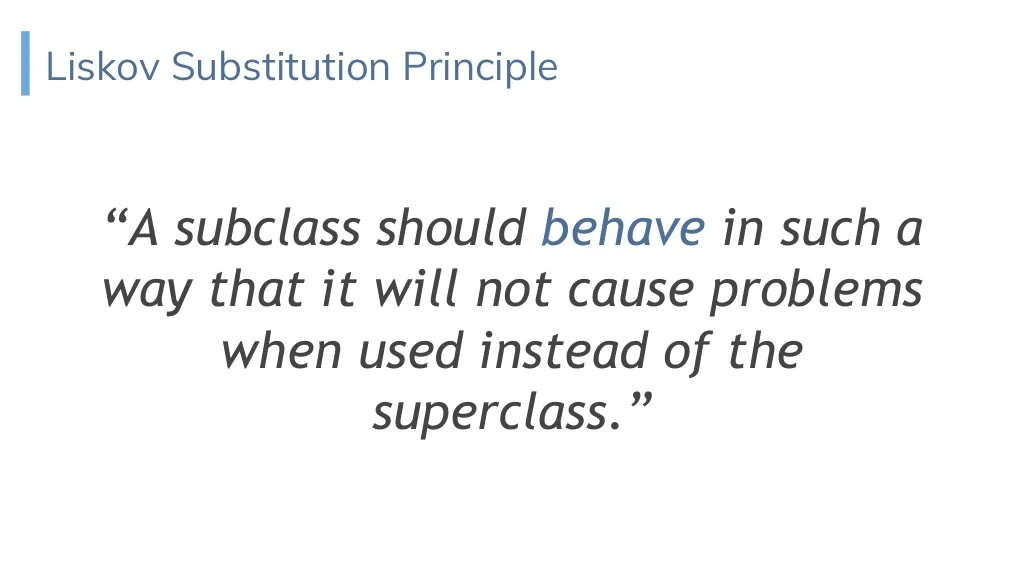 Liskov Substitution Principle
“A subclass should behave in such a
way that it will not cause problems
when used instead of the
superclass.”